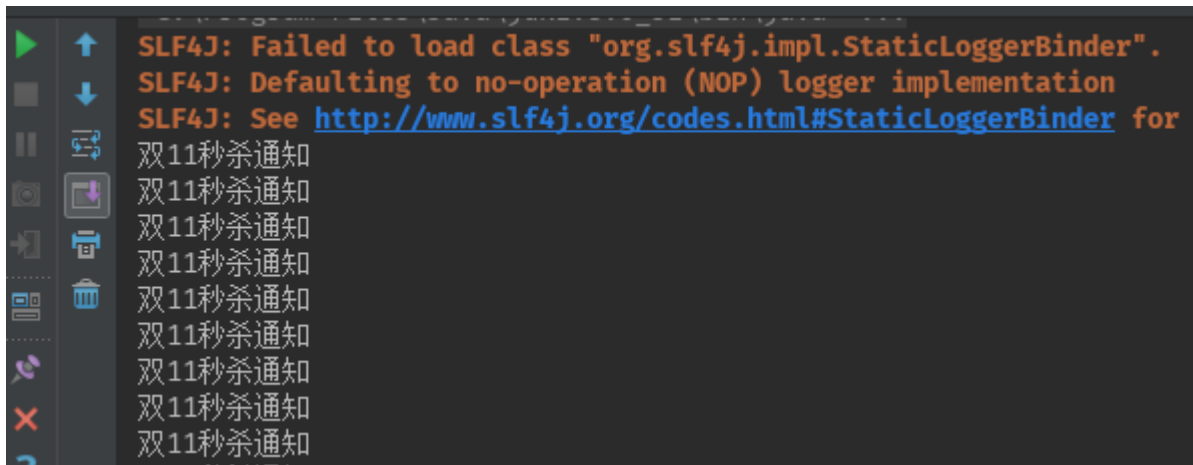 SLF4J: Failed to load class "org.slf4j.impl.StaticLoggerBinder".
SLF4J: Defaulting to no-operation (NOP) logger implementation
SLF4J: See http://www.slf4j.org/codes.html#StaticLoggerBinder for
双11秒杀通知
双11秒杀通知
双11秒杀通知
双11秒杀通知
双11秒杀通知
双11秒杀通知
双11秒杀通知
双11秒杀通知
双11秒杀通知